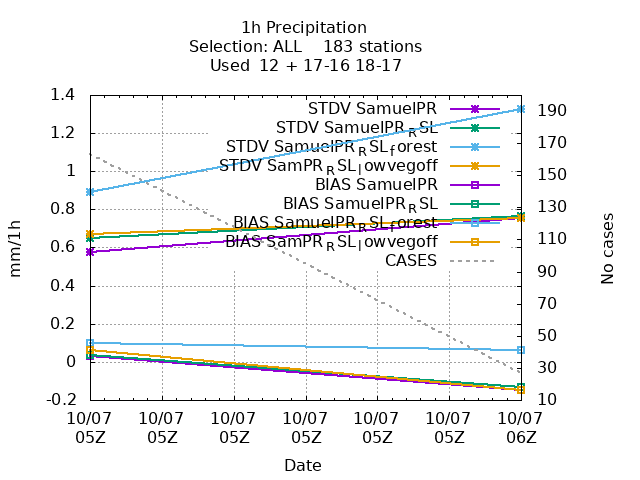 1h Precipitation
Selection: ALL 183 stations
Used 12 + 17-16 18-17
1.4
1.2
1
0.8
0.6
0.4
0.2
0
-0.2
mm/1h
190
170
150
130
110
90
70
50
30
10
No cases
STDV SamuelPR
STDV SamuelPR_RSL
STDV SamuelPR_RSL_forest
STDV SamPR_RSL_lowvegoff
BIAS SamuelPR
BIAS SamuelPR_RSL
BIAS SamuelPR_RSL_forest
BIAS SamPR_RSL_lowvegoff
CASES
10/07 10/07 10/07 10/07 10/07 10/07 10/07
05Z 05Z 05Z 05Z 05Z 05Z 06Z
Date